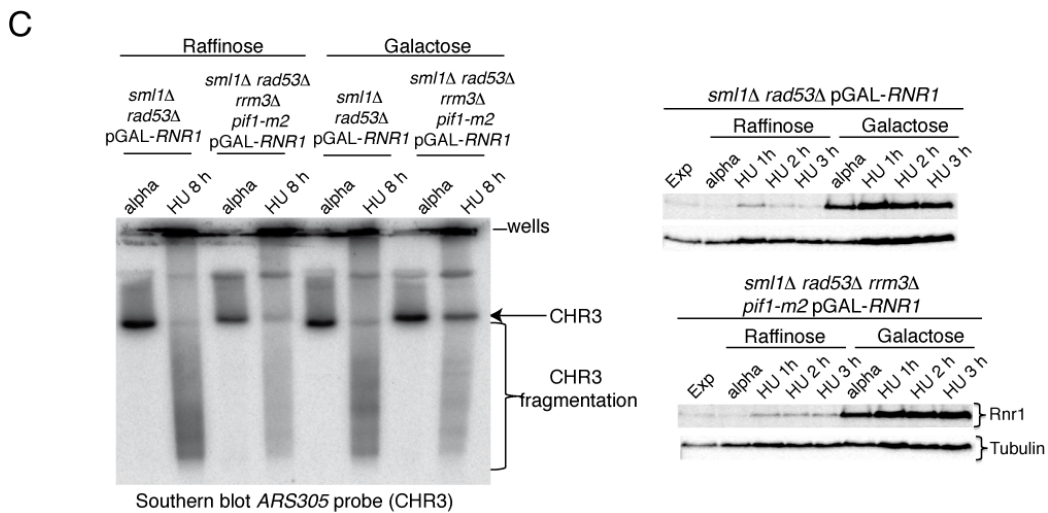 C
Raffinose
Galactose
sml1Δ
rad53Δ
pGAL-RNR1
sml1Δ rad53Δ
rrm3Δ
pif1-m2
pGAL-RNR1
sml1Δ
rad53Δ
pGAL-RNR1
sml1Δ rad53Δ
rrm3Δ
pif1-m2
pGAL-RNR1
alpha
HU 8 h
alpha
HU 8 h
alpha
HU 8 h
alpha
HU 8 h
wells
CHR3
CHR3
fragmentation
Southern blot ARS305 probe (CHR3)
sml1Δ rad53Δ pGAL-RNR1
Raffinose
Galactose
Exp
alpha
HU 1h
HU 2 h
HU 3 h
alpha
HU 1h
HU 2 h
HU 3 h
sml1Δ rad53Δ rrm3Δ
pif1-m2 pGAL-RNR1
Raffinose
Galactose
Exp
alpha
HU 1h
HU 2 h
HU 3 h
alpha
HU 1h
HU 2 h
HU 3 h
Rnr1
Tubulin